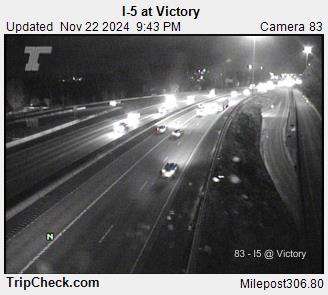 I-5 at Victory
Updated Nov 22 2024 9:43 PM Camera 83
T
N
83 - I5 @ Victory
TripCheck.com Milepost306.80